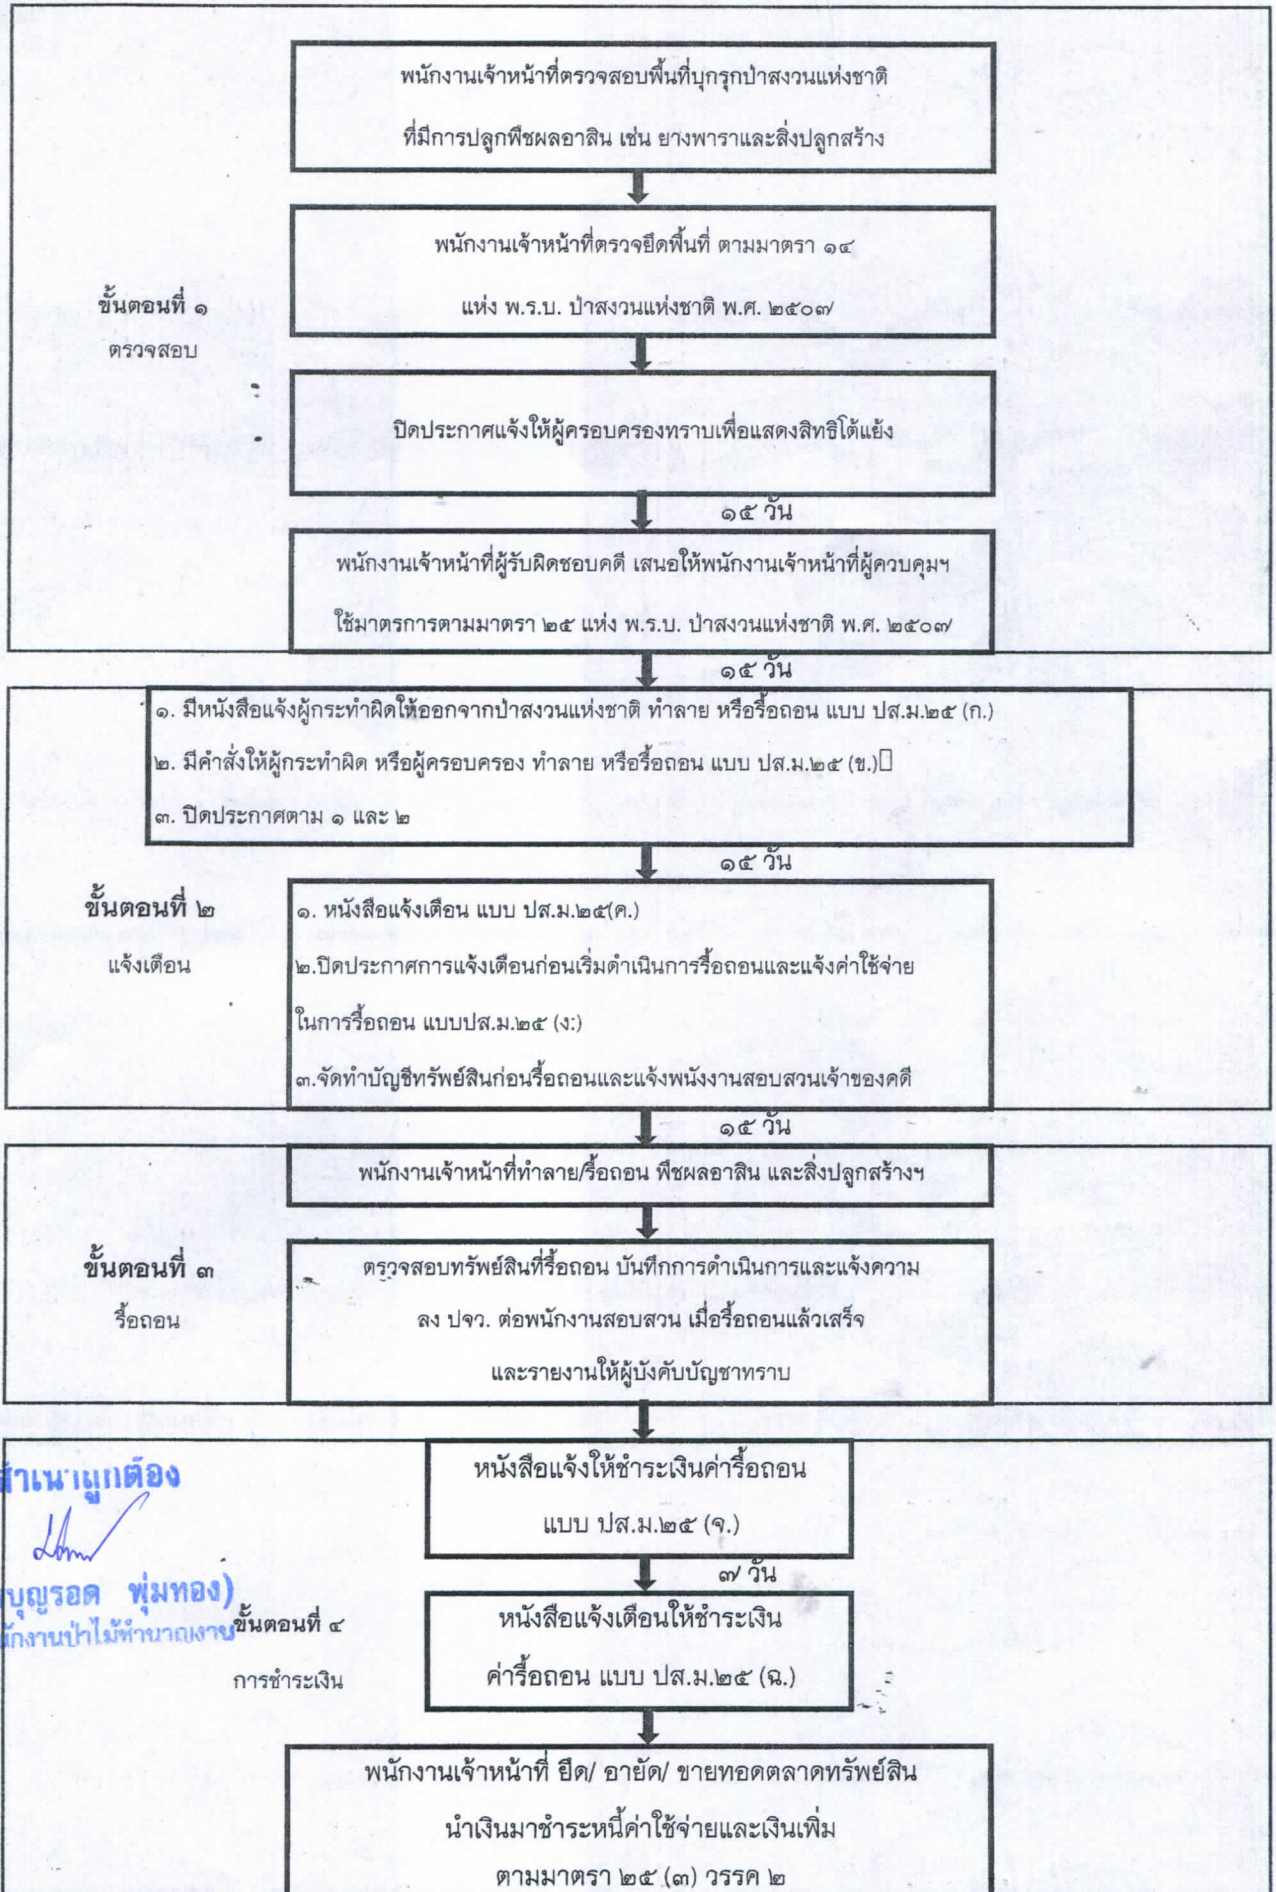 พนักงานเจ้าหน้าที่ตรวจสอบพื้นที่บุกรุกป่าสงวนแห่งชาติ
ที่มีการปลูกพืชผลอาสิน เช่น ยางพาราและสิ่งปลูกสร้าง
พนักงานเจ้าหน้าที่ตรวจยึดพื้นที่ ตามมาตรา ๑๔
แห่ง พ.ร.บ. ป่าสงวนแห่งชาติ พ.ศ. ๒๕๐๗
ขั้นตอนที่ ๑
ตรวจสอบ
ปิดประกาศแจ้งให้ผู้ครอบครองทราบเพื่อแสดงสิทธิโต้แย้ง
๑๕ วัน
พนักงานเจ้าหน้าที่ผู้รับผิดชอบคดี เสนอให้พนักงานเจ้าหน้าที่ผู้ควบคุมฯ
ใช้มาตรการตามมาตรา ๒๕ แห่ง พ.ร.บ. ป่าสงวนแห่งชาติ พ.ศ. ๒๕๐๗
๑๕ วัน
๑. มีหนังสือแจ้งผู้กระทำผิดให้ออกจากป่าสงวนแห่งชาติ ทำลาย หรือรื้อถอน แบบ ปส.ม.๒๕ (ก.)
๒. มีคำสั่งให้ผู้กระทำผิด หรือผู้ครอบครอง ทำลาย หรือรื้อถอน แบบ ปส.ม.๒๕ (ข.)
๓. ปิดประกาศตาม ๑ และ ๒
๑๕ วัน
ขั้นตอนที่ ๒
แจ้งเตือน
๑. หนังสือแจ้งเตือน แบบ ปส.ม.๒๕(ค.)
๒.ปิดประกาศการแจ้งเตือนก่อนเริ่มดำเนินการรื้อถอนและแจ้งค่าใช้จ่าย
ในการรื้อถอน แบบปส.ม.๒๕ (ง.)
๓.จัดทำบัญชีทรัพย์สินก่อนรื้อถอนและแจ้งพนังงานสอบสวนเจ้าของคดี
๑๕ วัน
พนักงานเจ้าหน้าที่ทำลาย/รื้อถอน พืชผลอาสิน และสิ่งปลูกสร้างฯ
ขั้นตอนที่ ๓
รื้อถอน
ตรวจสอบทรัพย์สินที่รื้อถอน บันทึกการดำเนินการและแจ้งความ
ลง ปจว. ต่อพนักงานสอบสวน เมื่อรื้อถอนแล้วเสร็จ
และรายงานให้ผู้บังคับบัญชาทราบ
หนังสือแจ้งให้ชำระเงินค่ารื้อถอน
แบบ ปส.ม.๒๕ (จ.)
๗ วัน
สำเนาถูกต้อง
บุญรอด พุ่มทอง)
นักงานป่าไม้ชำนาญงาน
ขั้นตอนที่ ๔
การชำระเงิน
หนังสือแจ้งเตือนให้ชำระเงิน
ค่ารื้อถอน แบบ ปส.ม.๒๕ (ฉ.)
พนักงานเจ้าหน้าที่ ยึด/ อายัด/ ขายทอดตลาดทรัพย์สิน
นำเงินมาชำระหนี้ค่าใช้จ่ายและเงินเพิ่ม
ตามมาตรา ๒๕ (๓) วรรค ๒